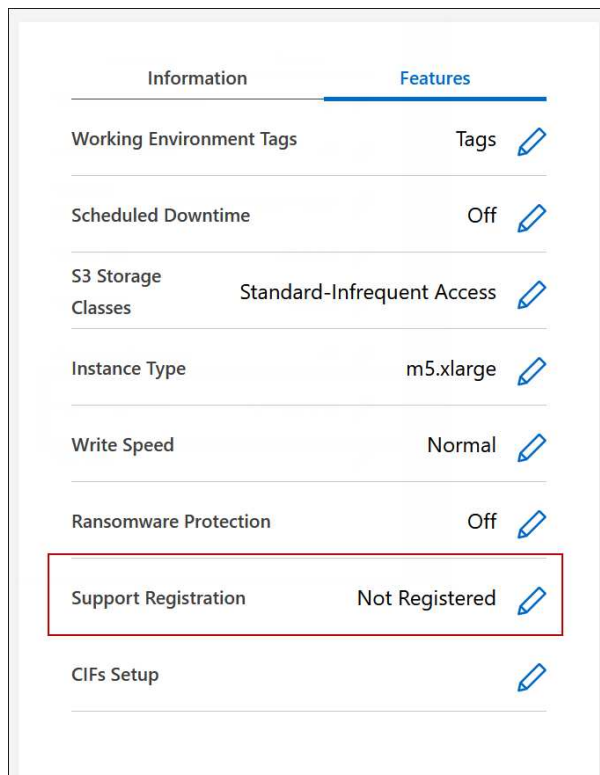 Information Features
Working Environment Tags Tags
Scheduled Downtime Off
S3 Storage
Classes Standard-Infrequent Access
Instance Type m5.xlarge
Write Speed Normal
Ransomware Protection Off
Support Registration Not Registered
CIFs Setup